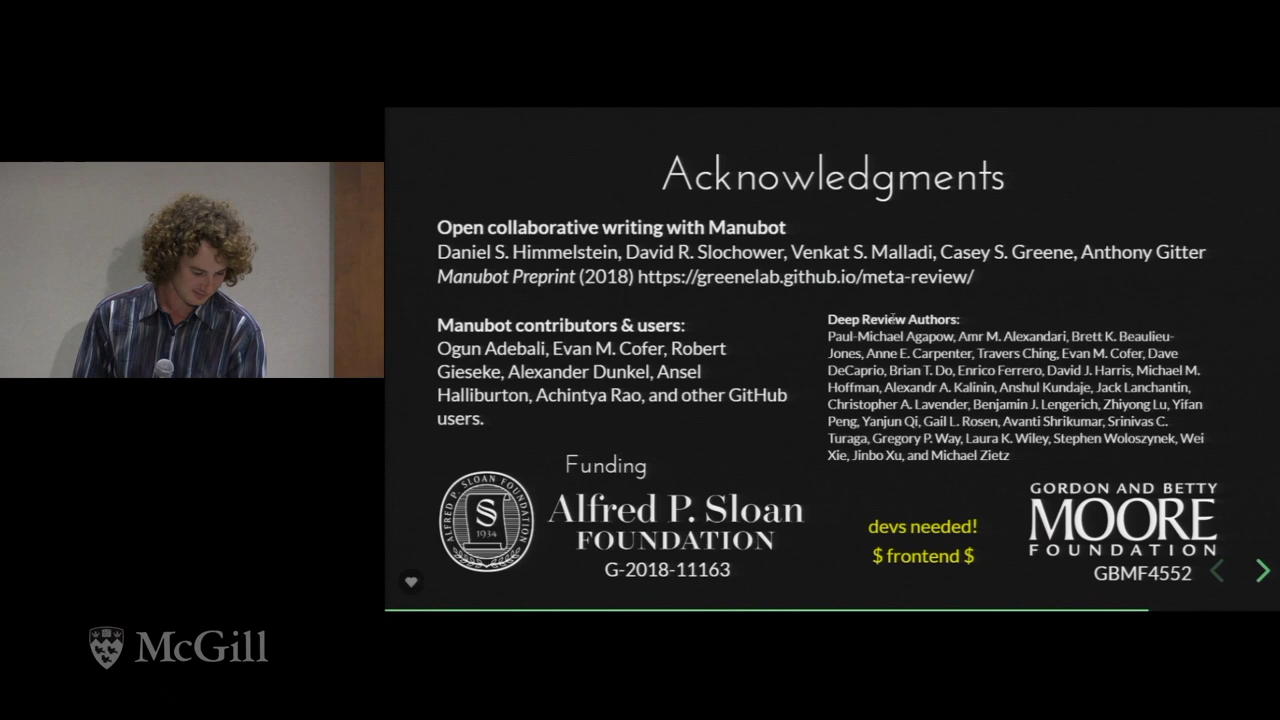 Acknowledgments
Open collaborative writing with Manubot
Daniel S. Himmelstein, David R. Slochower, Venkat S. Malladi, Casey S. Greene, Anthony Gitter
Manubot Preprint (2018) https://greenelab.github.io/meta-review/
Manubot contributors & users:
Ogun Adebali, Evan M. Cofer, Robert
Gieseke, Alexander Dunkel, Ansel
Halliburton, Achintya Rao, and other GitHub
users.
Deep Review Authors:
Paul-Michael Agapow, Amr M. Alexandari, Brett K. Beaulieu-
Jones, Anne E. Carpenter, Travers Ching, Evan M. Cofer, Dave
DeCaprio, Brian T. Do, Enrico Ferrero, David J. Harris, Michael M.
Hoffman, Alexandr A. Kalinin, Anshul Kundaje, Jack Lanchantin,
Christopher A. Lavender, Benjamin J. Lengerich, Zhiyong Lu, Yifan
Peng, Yanjun Qi, Gail L. Rosen, Avanti Shrikumar, Srinivas C.
Turaga, Gregory P. Way, Laura K. Wiley, Stephen Woloszynek, Wei
Xie, Jinbo Xu, and Michael Zietz
Funding
ALFRED P. SLOAN FOUNDATION
S
1934
Alfred P. Sloan
FOUNDATION
G-2018-11163
devs needed!
$ frontend $
GORDON AND BETTY
MOORE
FOUNDATION
GBMF4552
McGill